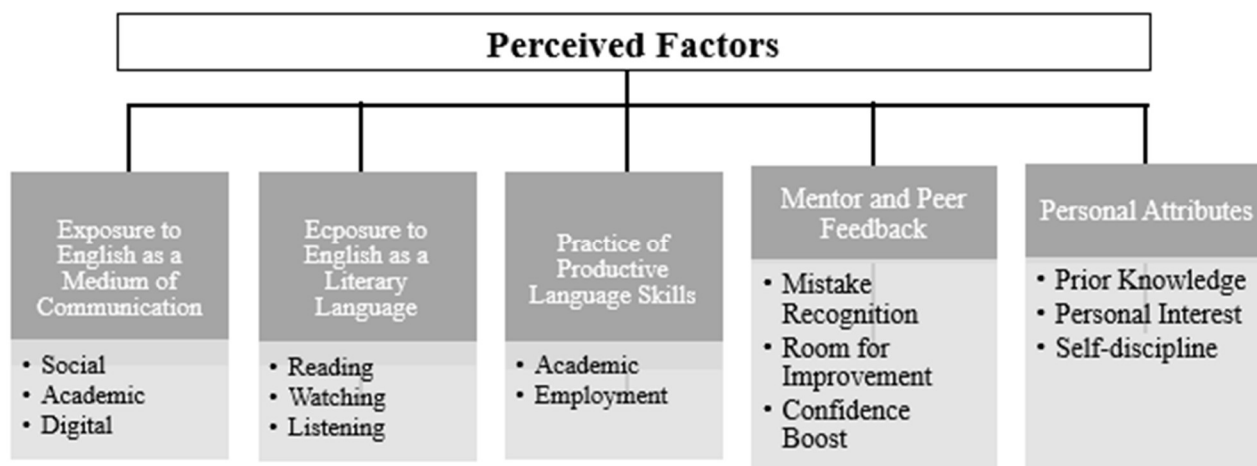 Perceived Factors
Exposure to
English as a
Medium of
Communication
• Social
• Academic
• Digital
Ecposure to
English as a
Literary
Language
• Reading
• Watching
• Listening
Practice of
Productive
Language Skills
• Academic
• Employment
Mentor and Peer
Feedback
• Mistake
Recognition
• Room for
Improvement
• Confidence
Boost
Personal Attributes
• Prior Knowledge
• Personal Interest
• Self-discipline